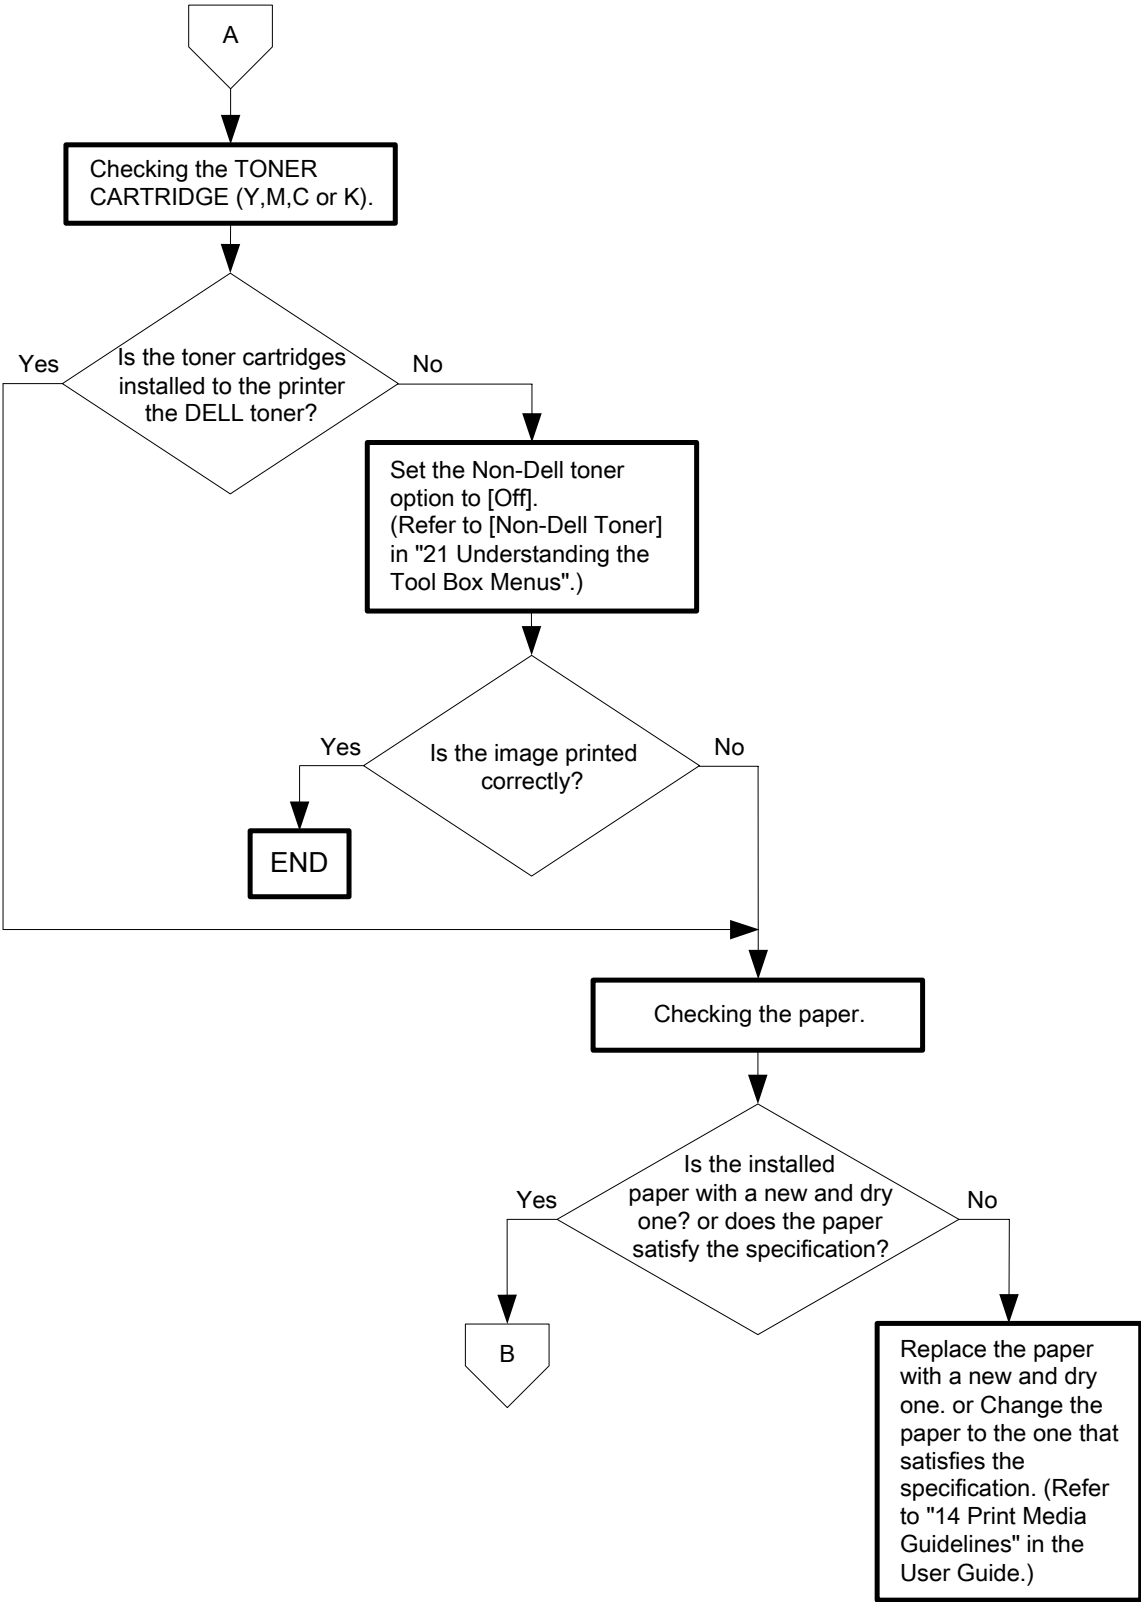 A
Checking the TONER
CARTRIDGE (Y,M,C or K).
Yes
Is the toner cartridges
installed to the printer
the DELL toner?
No
Set the Non-Dell toner
option to [Off].
(Refer to [Non-Dell Toner]
in "21 Understanding the
Tool Box Menus".)
Yes
Is the image printed
correctly?
No
END
Checking the paper.
Yes
Is the installed
paper with a new and dry
one? or does the paper
satisfy the specification?
No
B
Replace the paper
with a new and dry
one. or Change the
paper to the one that
satisfies the
specification. (Refer
to "14 Print Media
Guidelines" in the
User Guide.)